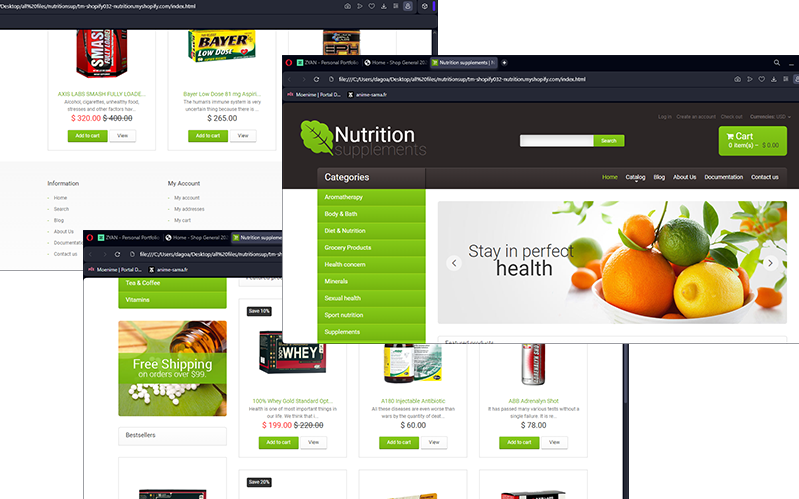 /Desktop/all%20files/nutritionsup/tm-shopify032-nutrition.myshopify.com/index.html
SMASH
BAYER
LOW DOSE
AXIS LABS SMASH FULLY LOADE...
Alcohol, cigarettes, unhealthy food,
stresses and other factors has...
$ 320.00 $ 400.00
Add to cart
View
Bayer Low Dose 81 mg Aspiri...
The human's immune system is very
uncertain thing because there is...
$ 265.00
Add to cart
View
Information
Home
Search
Blog
About Us
Documentatio
Contact us
My Account
My account
My addresses
My cart
ZYAN - Personal Portfolio
Home - Shop General 20
Nutrition supplements | N
file:///C:/Users/dagoa/Desktop/all%20files/nutritionsup/tm-shopify032-nutrition.myshopify.com/index.html
Moenime | Portal D...
anime-sama.fr
Nutrition
supplements
Log in
Create an account
Check out
Currencies: USD
Search
Cart
0 item(s) – $ 0.00
Categories
Home
Catalog
Blog
About Us
Documentation
Contact us
Aromatherapy
Body & Bath
Diet & Nutrition
Grocery Products
Health concern
Minerals
Sexual health
Sport nutrition
Supplements
Stay in perfect
health
Featured products
ZYAN - Personal Portfolio
Home - Shop General 20
Nutrition supplemen
file:///C:/Users/dagoa/Desktop/all%20files/nutritionsup/
Moenime | Portal D...
anime-sama.fr
Tea & Coffee
Vitamins
Free Shipping
on orders over $99.
Bestsellers
Save 10%
WHEY
100% Whey Gold Standard Opt...
Health is one of most important things in
our life. We think that i...
$ 199.00 $ 220.00
Add to cart
View
A180 Injectable Antibiotic
All these diseases are even worse than
wars by the quantity of deat...
$ 60.00
Add to cart
View
ABB Adrenalyn Shot
It has passed many various tests without a
single failure. It is re...
$ 78.00
Add to cart
View
Save 20%